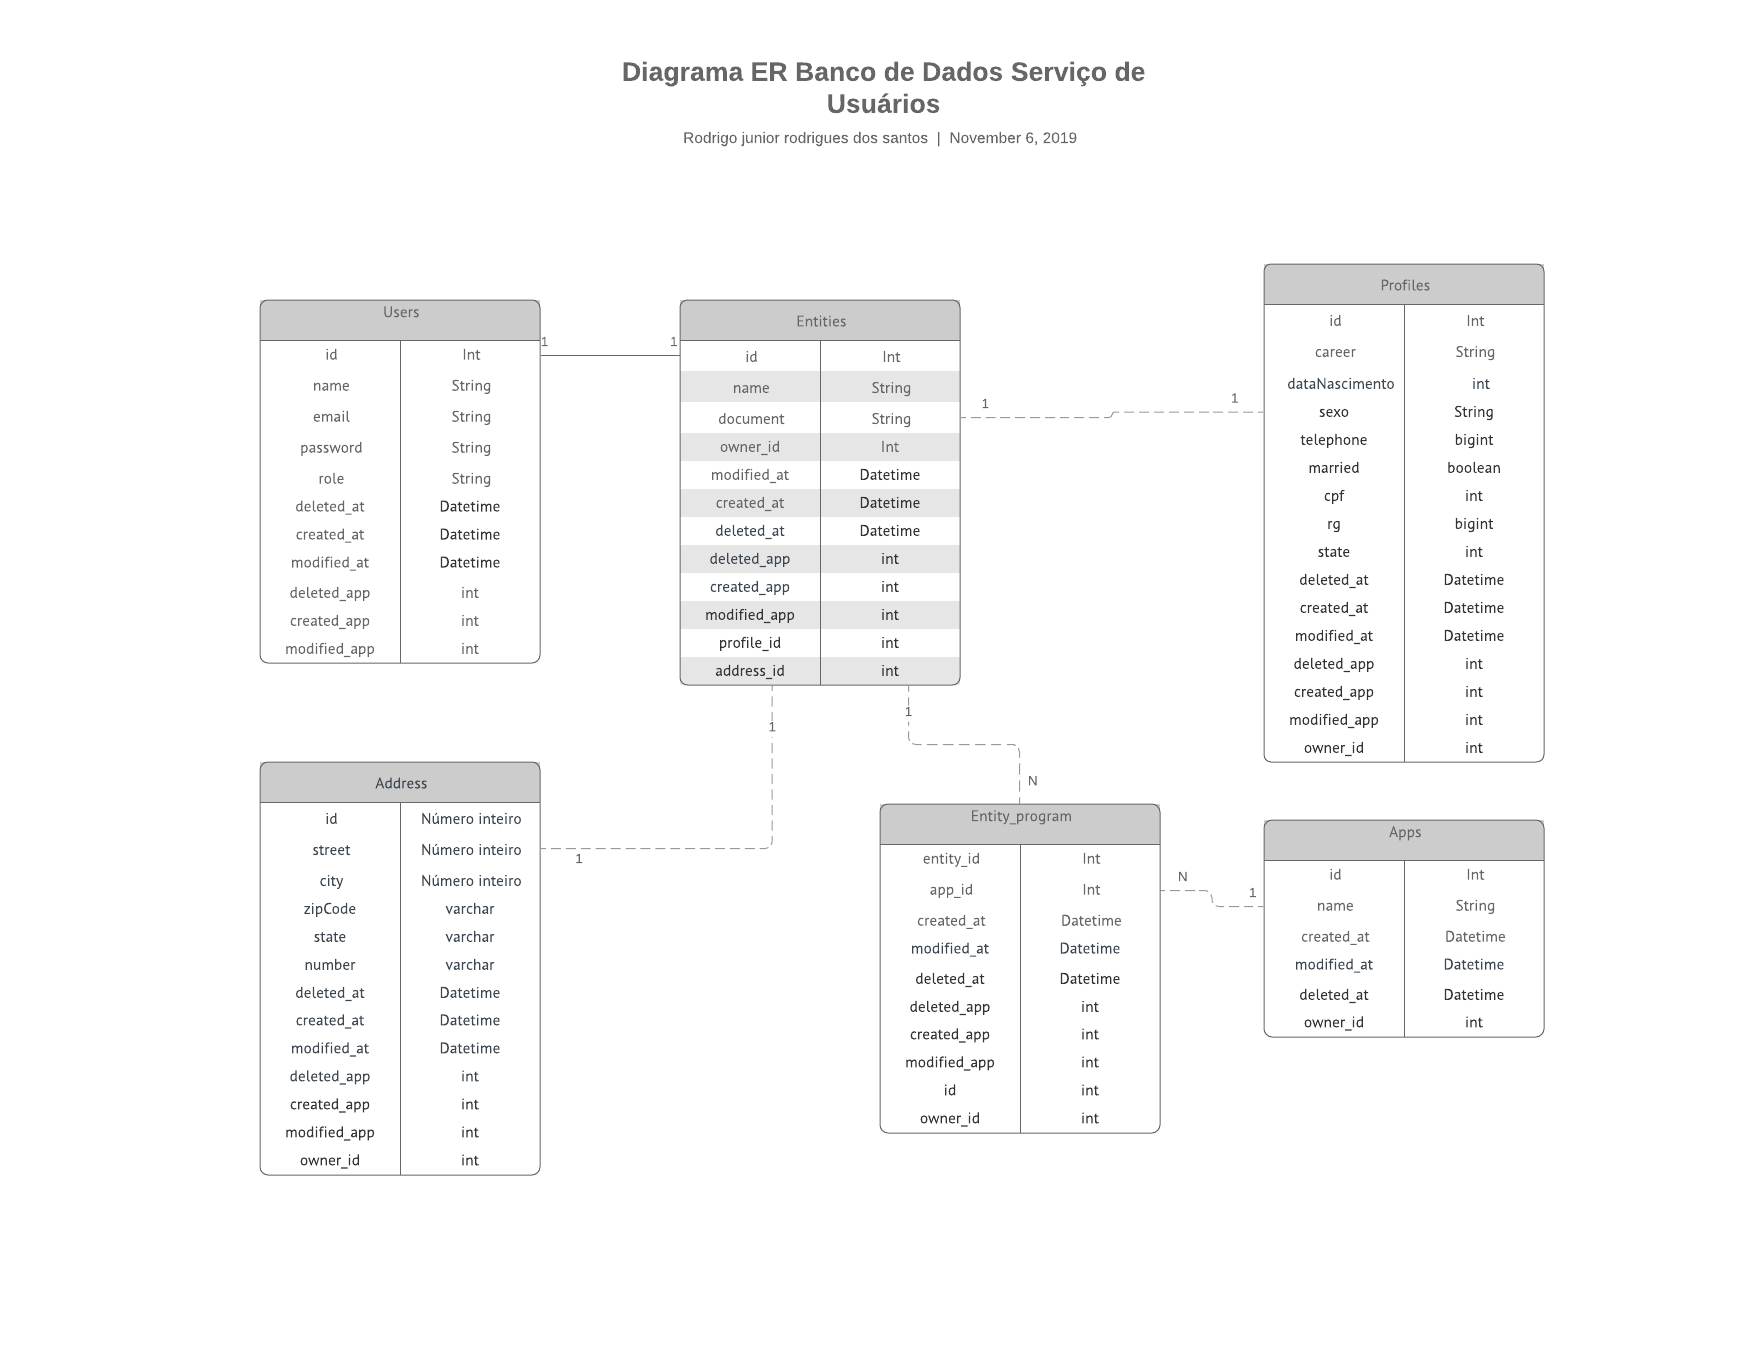 Diagrama ER Banco de Dados Serviço de
Usuários
Rodrigo junior rodrigues dos santos | November 6, 2019
Users
id Int
name String
email String
password String
role String
deleted_at Datetime
created_at Datetime
modified_at Datetime
deleted_app int
created_app int
modified_app int
1
1
Entities
id Int
name String
document String
owner_id Int
modified_at Datetime
created_at Datetime
deleted_at Datetime
deleted_app int
created_app int
modified_app int
profile_id int
address_id int
1
1
Profiles
id Int
career String
dataNascimento int
sexo String
telephone bigint
married boolean
cpf int
rg bigint
state int
deleted_at Datetime
created_at Datetime
modified_at Datetime
deleted_app int
created_app int
modified_app int
owner_id int
1
1
Address
id Número inteiro
street Número inteiro
city Número inteiro
zipCode varchar
state varchar
number varchar
deleted_at Datetime
created_at Datetime
modified_at Datetime
deleted_app int
created_app int
modified_app int
owner_id int
1
N
Entity_program
entity_id Int
app_id Int
created_at Datetime
modified_at Datetime
deleted_at Datetime
deleted_app int
created_app int
modified_app int
id int
owner_id int
N
1
Apps
id Int
name String
created_at Datetime
modified_at Datetime
deleted_at Datetime
owner_id int